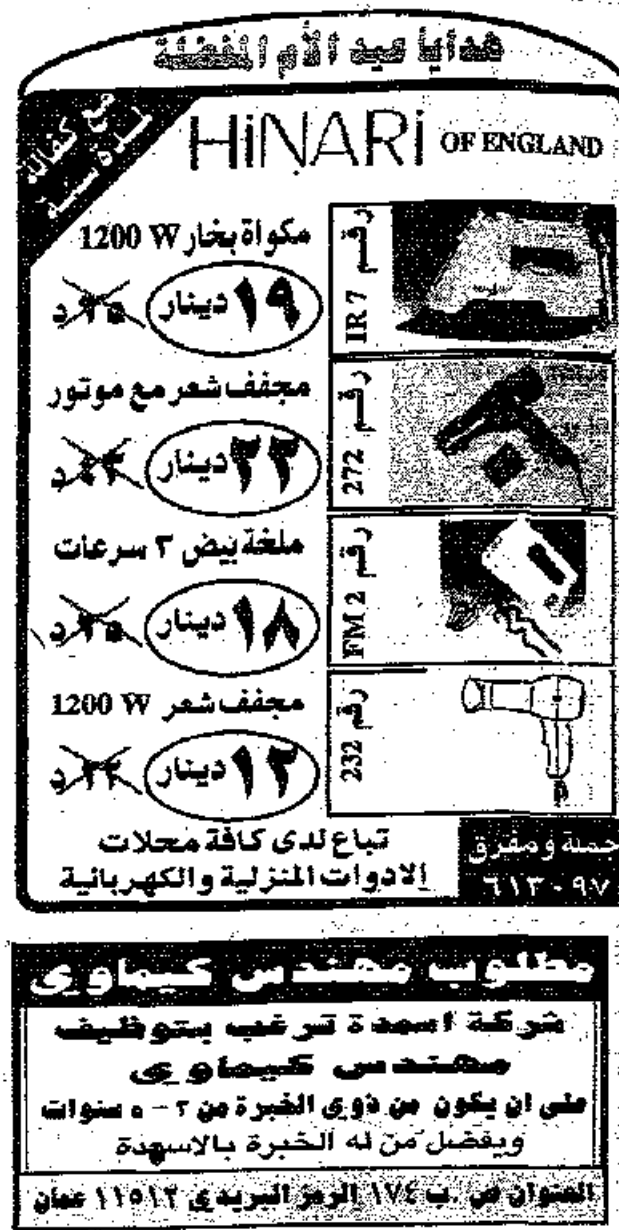 هدايا عيد الأم المفضلة
مع كفالة
لمدة سنة
HiNARi OF ENGLAND
مكواة بخار 1200 W
رقم IR 7
١٩ دينار
د
مجفف شعر مع موتور
رقم 272
دينار
د
ملخة بيض ٣ سرعات
رقم FM 2
١٨ دينار
د
مجفف شعر 1200 W
رقم 232
دينار
د
تباع لدى كافة محلات
الادوات المنزلية والكهربائية
جملة ومفرق
٦١٣٠٩٧
مطلوب مهندس كيماوي
شركة اسمدة ترغب بتوظيف
مهندس كيماوي
على ان يكون من ذوي الخبرة من ٣ - ٥ سنوات
ويفضل من له الخبرة بالاسمدة
العنوان ص .ب ١٧٤ الرمز البريدي ١١٥١٢ عمان